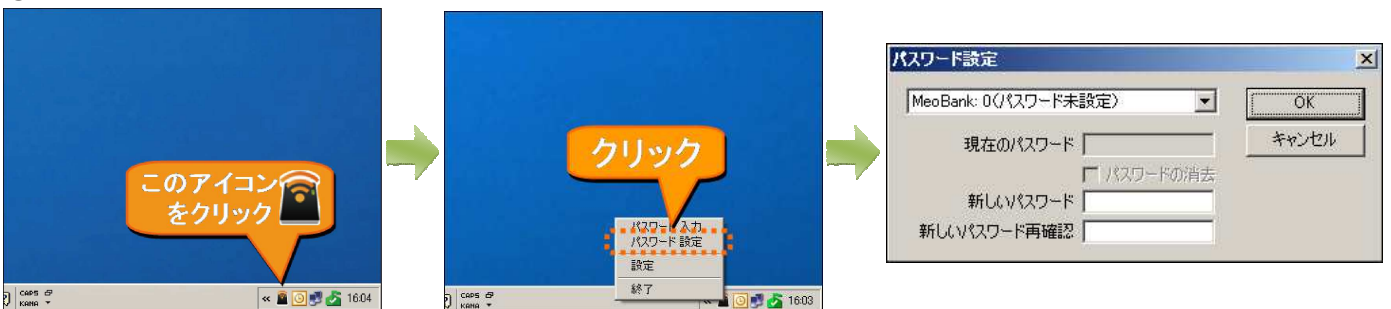 このアイコン
をクリック
CAPS
KANA
«
16:04
クリック
パスワード 入力
パスワード 設定
設定
終了
CAPS
KANA
16:03
パスワード設定
MeoBank: 0(パスワード未設定)
OK
現在のパスワード
キャンセル
パスワードの消去
新しいパスワード
新しいパスワード再確認